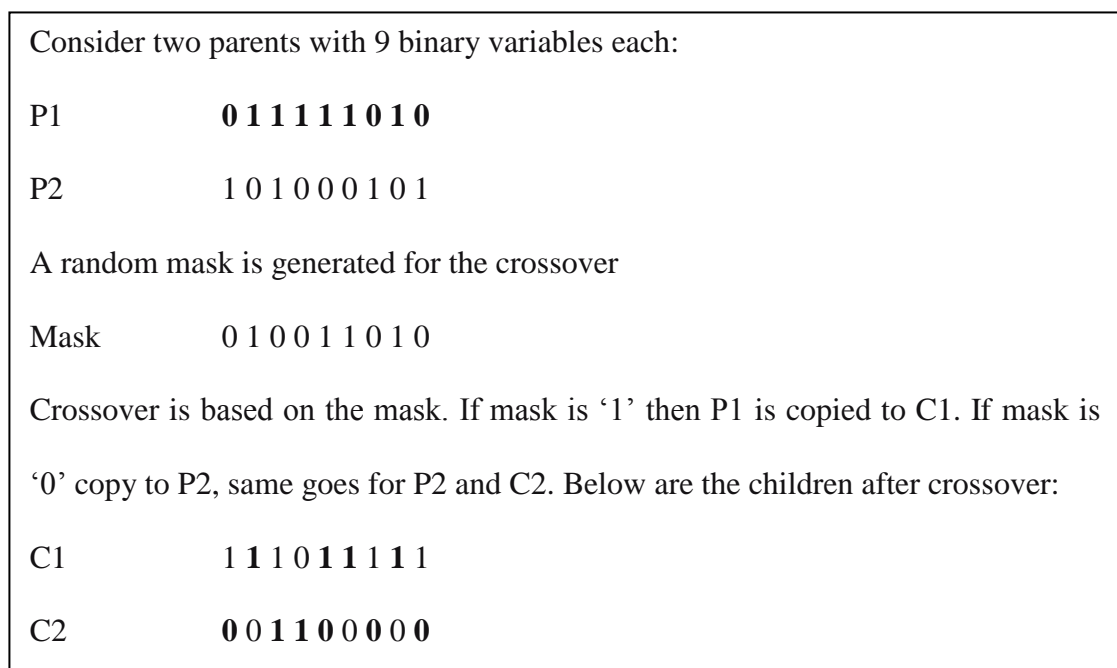 Consider two parents with 9 binary variables each:
P1 0 1 1 1 1 1 0 1 0
P2 1 0 1 0 0 0 1 0 1
A random mask is generated for the crossover
Mask 0 1 0 0 1 1 0 1 0
Crossover is based on the mask. If mask is ‘1’ then P1 is copied to C1. If mask is
‘0’ copy to P2, same goes for P2 and C2. Below are the children after crossover:
C1 1 1 1 0 1 1 1 1 1
C2 0 0 1 1 0 0 0 0 0